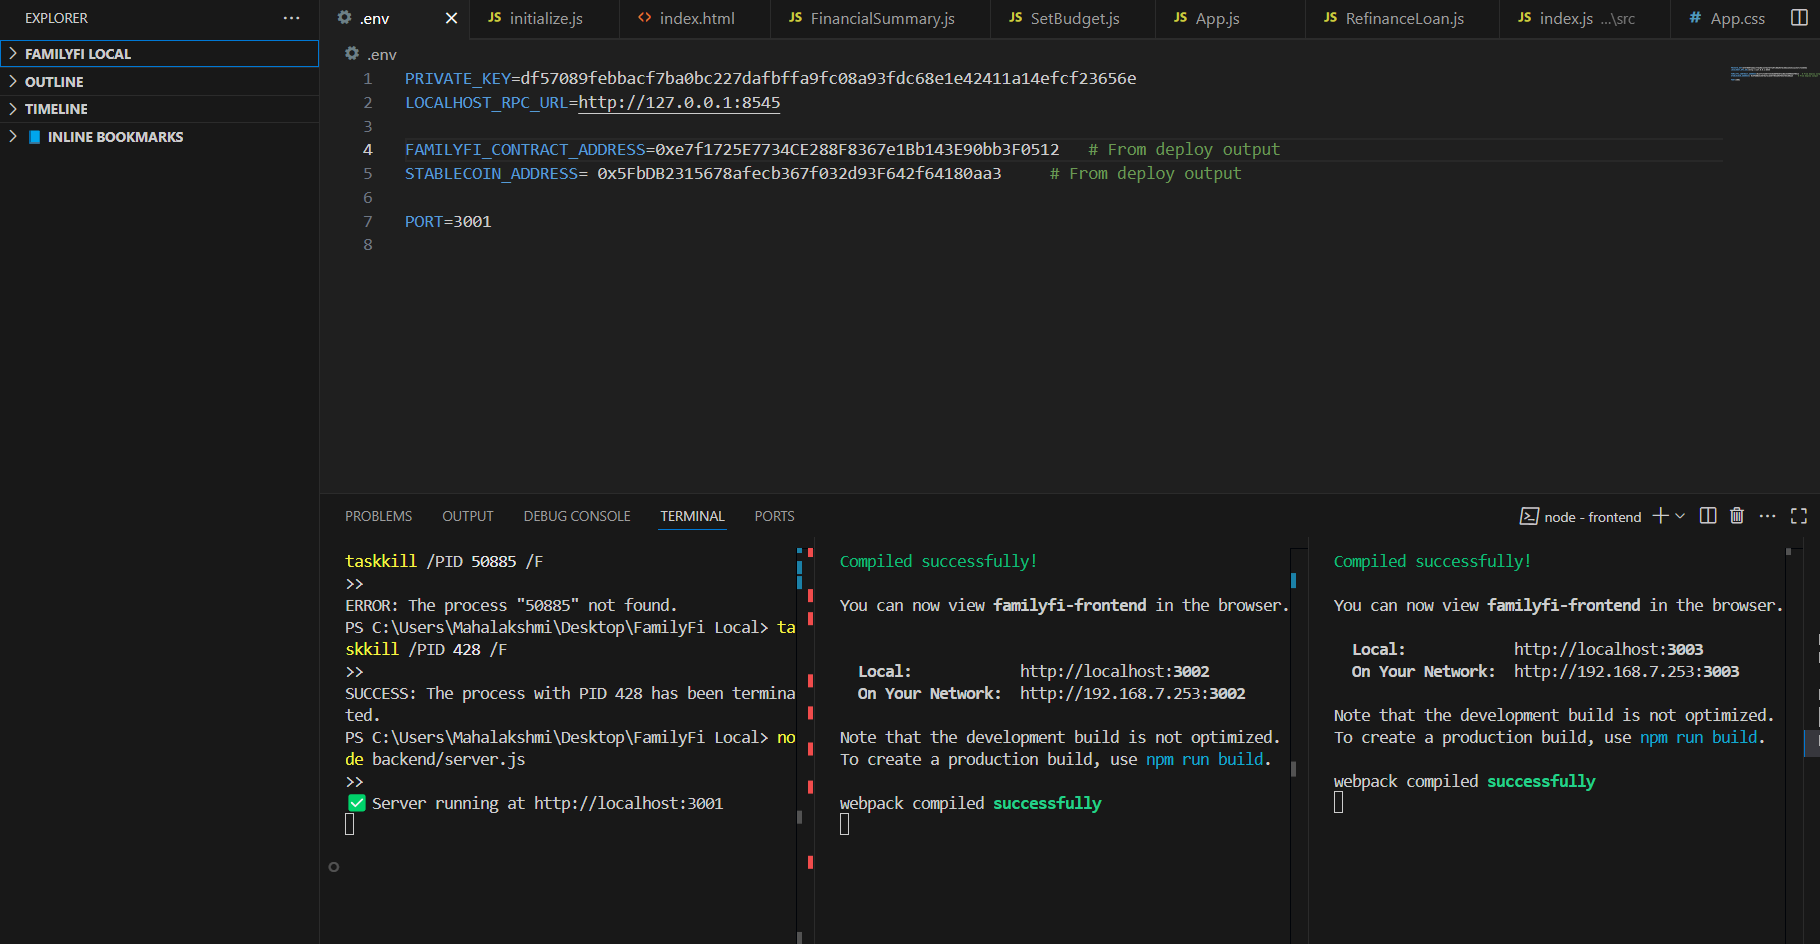 EXPLORER
FAMILYFI LOCAL
OUTLINE
TIMELINE
INLINE BOOKMARKS
.env
JS initialize.js
<> index.html
JS FinancialSummary.js
JS SetBudget.js
JS App.js
JS RefinanceLoan.js
JS index.js ...\src
# App.css
.env
1 PRIVATE_KEY=df57089febbacf7ba0bc227dafbffa9fc08a93fdc68e1e42411a14efcf23656e
2 LOCALHOST_RPC_URL=http://127.0.0.1:8545
3
4 FAMILYFI_CONTRACT_ADDRESS=0xe7f1725E7734CE288F8367e1Bb143E90bb3F0512 # From deploy output
5 STABLECOIN_ADDRESS= 0x5FbDB2315678afecb367f032d93F642f64180aa3 # From deploy output
6
7 PORT=3001
8
PROBLEMS OUTPUT DEBUG CONSOLE TERMINAL PORTS
node - frontend
taskkill /PID 50885 /F
>>
ERROR: The process "50885" not found.
PS C:\Users\Mahalakshmi\Desktop\FamilyFi Local> ta
skkill /PID 428 /F
>>
SUCCESS: The process with PID 428 has been termina
ted.
PS C:\Users\Mahalakshmi\Desktop\FamilyFi Local> no
de backend/server.js
>>
✅ Server running at http://localhost:3001
Compiled successfully!
You can now view familyfi-frontend in the browser.
Local: http://localhost:3002
On Your Network: http://192.168.7.253:3002
Note that the development build is not optimized.
To create a production build, use npm run build.
webpack compiled successfully
Compiled successfully!
You can now view familyfi-frontend in the browser.
Local: http://localhost:3003
On Your Network: http://192.168.7.253:3003
Note that the development build is not optimized.
To create a production build, use npm run build.
webpack compiled successfully